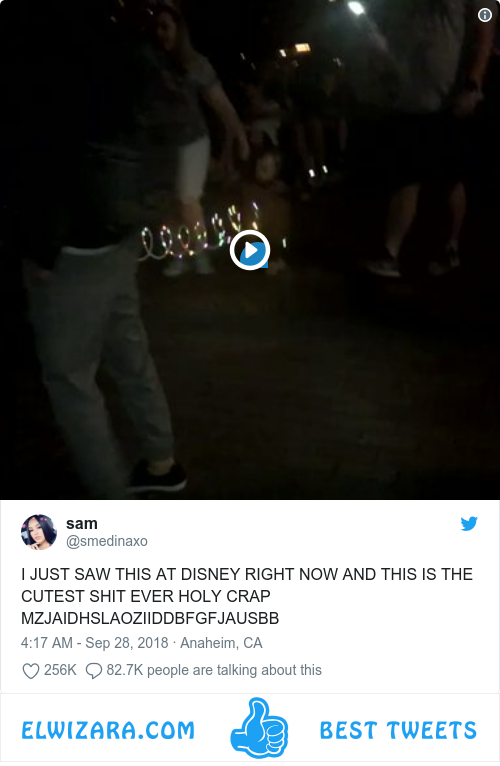 sam
@smedinaxo
I JUST SAW THIS AT DISNEY RIGHT NOW AND THIS IS THE
CUTEST SHIT EVER HOLY CRAP
MZJAIDHSLAOZIIDDBFGFJAUSBB
4:17 AM - Sep 28, 2018 · Anaheim, CA
256K 82.7K people are talking about this
ELWIZARA.COM BEST TWEETS